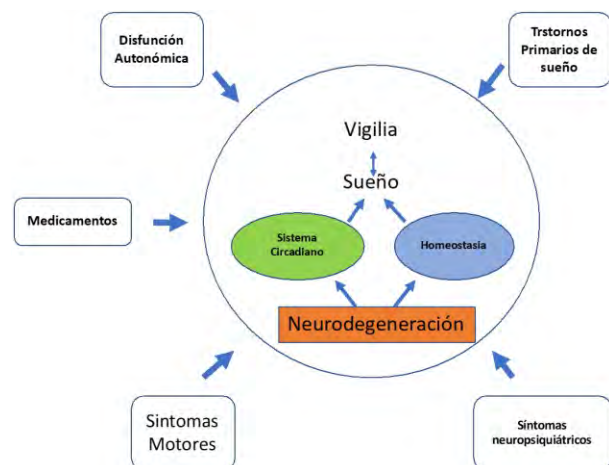 Disfunción
Autonómica
Trstornos
Primarios de
sueño
Vigilia
Sueño
Medicamentos
Sistema
Circadiano
Homeostasia
Neurodegeneración
Sintomas
Motores
Síntomas
neuropsiquiátricos